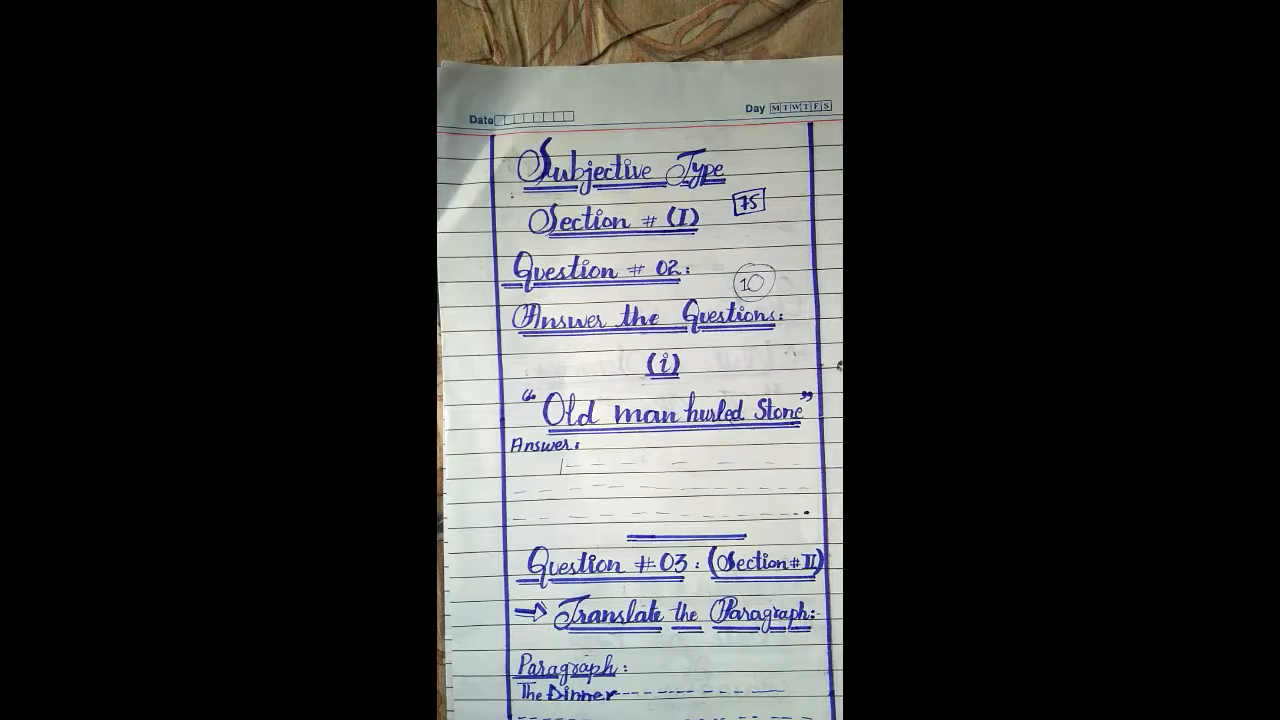 Date
Day M T W T F S
Subjective Type
Section # (I) 75
Question # 02:
10
Answer the Questions:
(i)
“Old man hurled Stone”
Answer:
Question #03: (Section # II)
⇒ Translate the Paragraph:-
Paragraph:
The Dinner